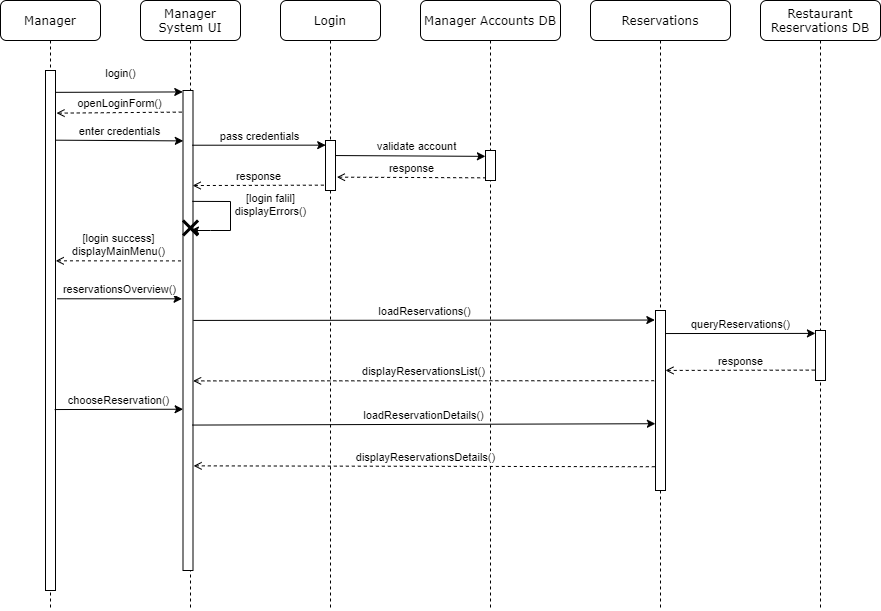 Manager
Manager
System UI
Login
Manager Accounts DB
Reservations
Restaurant
Reservations DB
login()
openLoginForm()
enter credentials
pass credentials
validate account
response
response
[login falil]
displayErrors()
[login success]
displayMainMenu()
reservationsOverview()
loadReservations()
queryReservations()
response
displayReservationsList()
chooseReservation()
loadReservationDetails()
displayReservationsDetails()